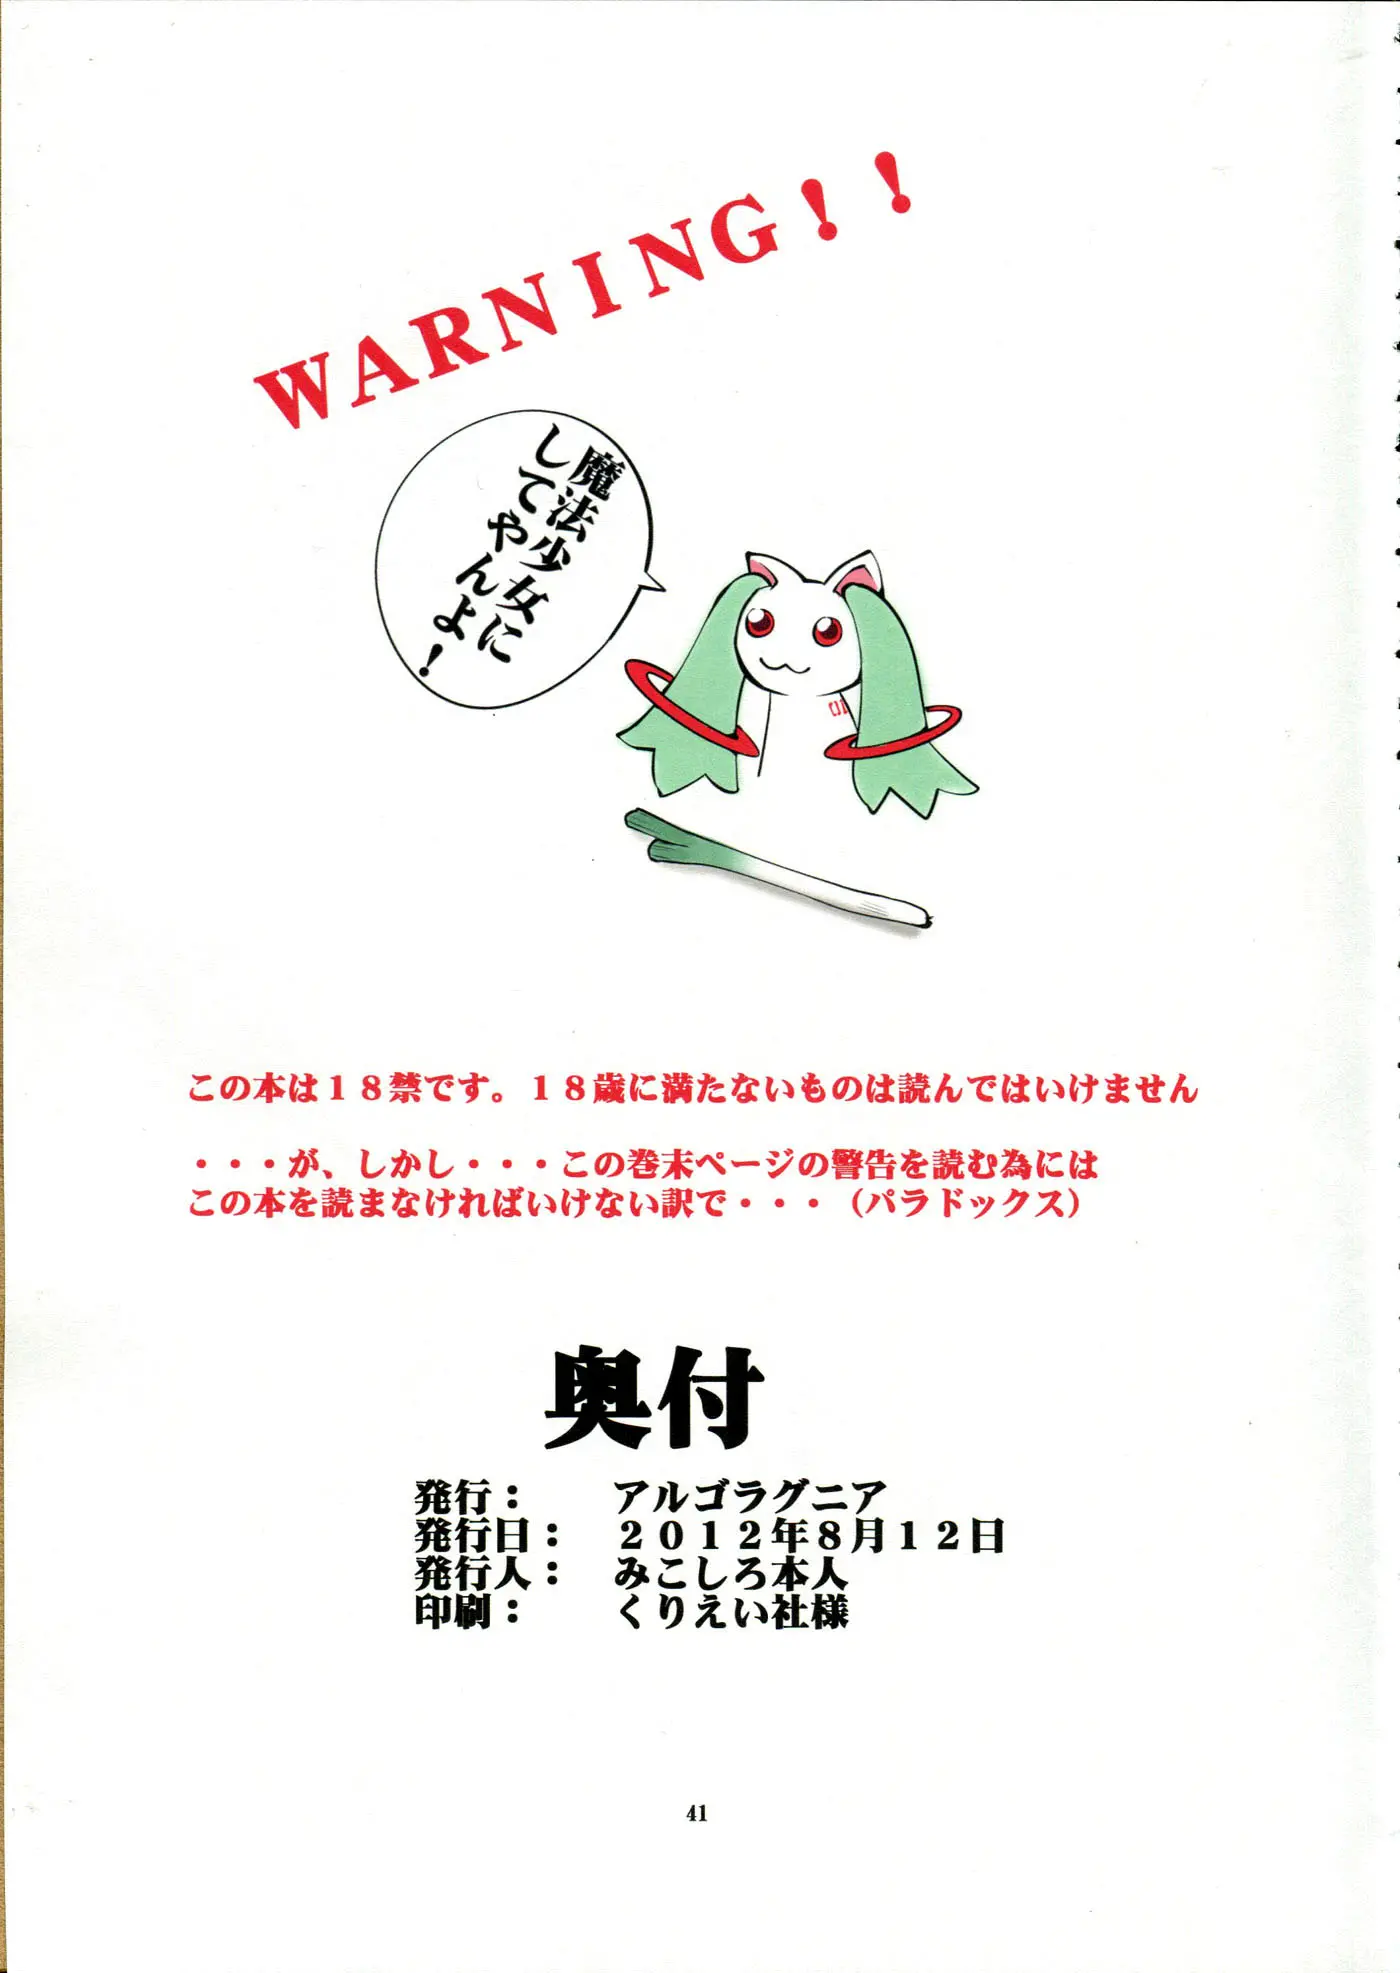 WARNING!!
魔法少女に
してやんよ!
この本は18禁です。18歳に満たないものは読んではいけません
・・・が、しかし・・・この巻末ページの警告を読む為には
この本を読まなければいけない訳で・・・(パラドックス)
奥付
発行: アルゴラグニア
発行日: 2012年8月12日
発行人: みこしろ本人
印刷: くりえい社様
41